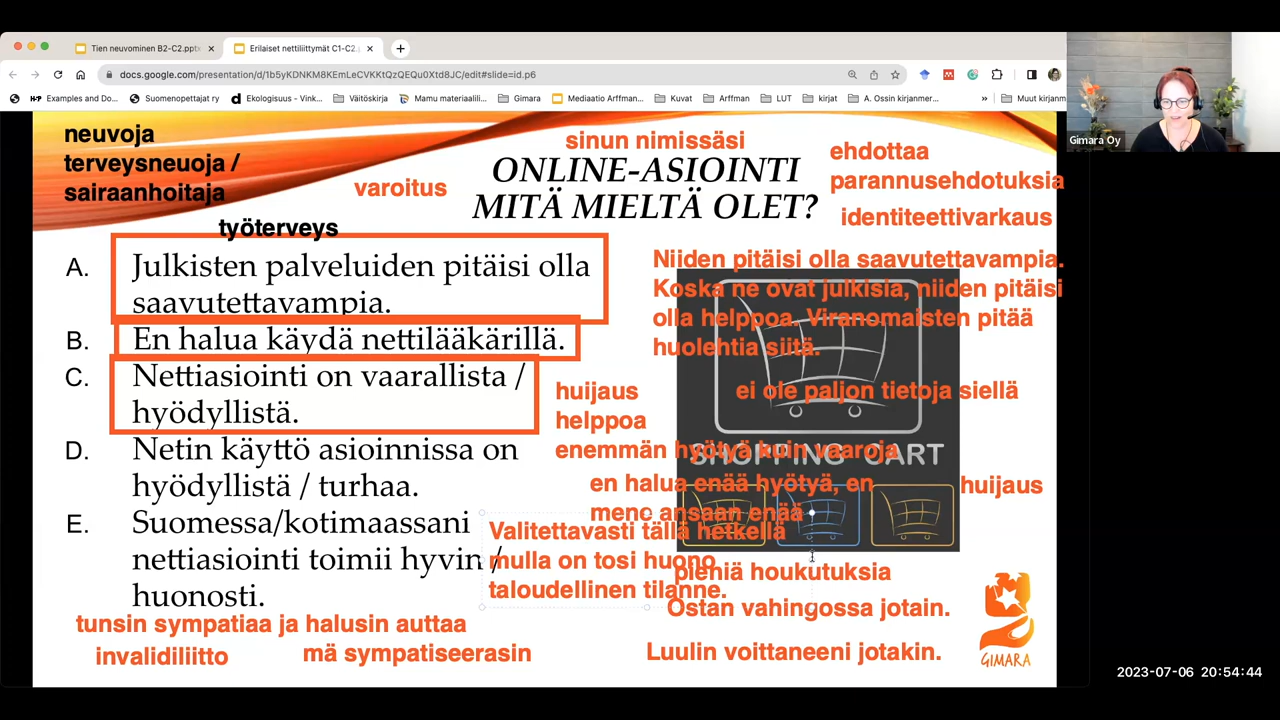 Tien neuvominen B2-C2.pptx
Erilaiset nettiliittymät C1-C2.
docs.google.com/presentation/d/1b5yKDNKM8KEmLeCVKKtQzQEQu0Xtd8JC/edit#slide=id.p6
Examples and Do...
Suomenopettajat ry
Ekologisuus - Vink...
Väitöskirja
Mamu materiaalili...
Gimara
Mediaatio Arffman...
Kuvat
Arffman
LUT
kirjat
A. Ossin kirjanmer...
»
Muut kirjanm
Gimara Oy
neuvoja
terveysneuoja /
sairaanhoitaja
työterveys
varoitus
sinun nimissäsi
ONLINE-ASIOINTI
MITÄ MIELTÄ OLET?
ehdottaa
parannusehdotuksia
identiteettivarkaus
A. Julkisten palveluiden pitäisi olla
saavutettavampia.
B. En halua käydä nettilääkärillä.
C. Nettiasiointi on vaarallista /
hyödyllistä.
D. Netin käyttö asioinnissa on
hyödyllistä / turhaa.
E. Suomessa/kotimaassani
nettiasiointi toimii hyvin /
huonosti.
Niiden pitäisi olla saavutettavampia.
Koska ne ovat julkisia, niiden pitäisi
olla helppoa. Viranomaisten pitää
huolehtia siitä.
huijaus
helppoa
enemmän hyötyä kuin vaaroja
ei ole paljon tietoja siellä
SHOPPING CART
en halua enää hyötyä, en
meno ansaan enää
huijaus
Valitettavasti tällä hetkellä
mulla on tosi huono
taloudellinen tilanne.
pieniä houkutuksia
Ostan vahingossa jotain.
Luulin voittaneeni jotakin.
tunsin sympatiaa ja halusin auttaa
invalidiliitto
mä sympatiseerasin
GIMARA
2023-07-06 20:54:44